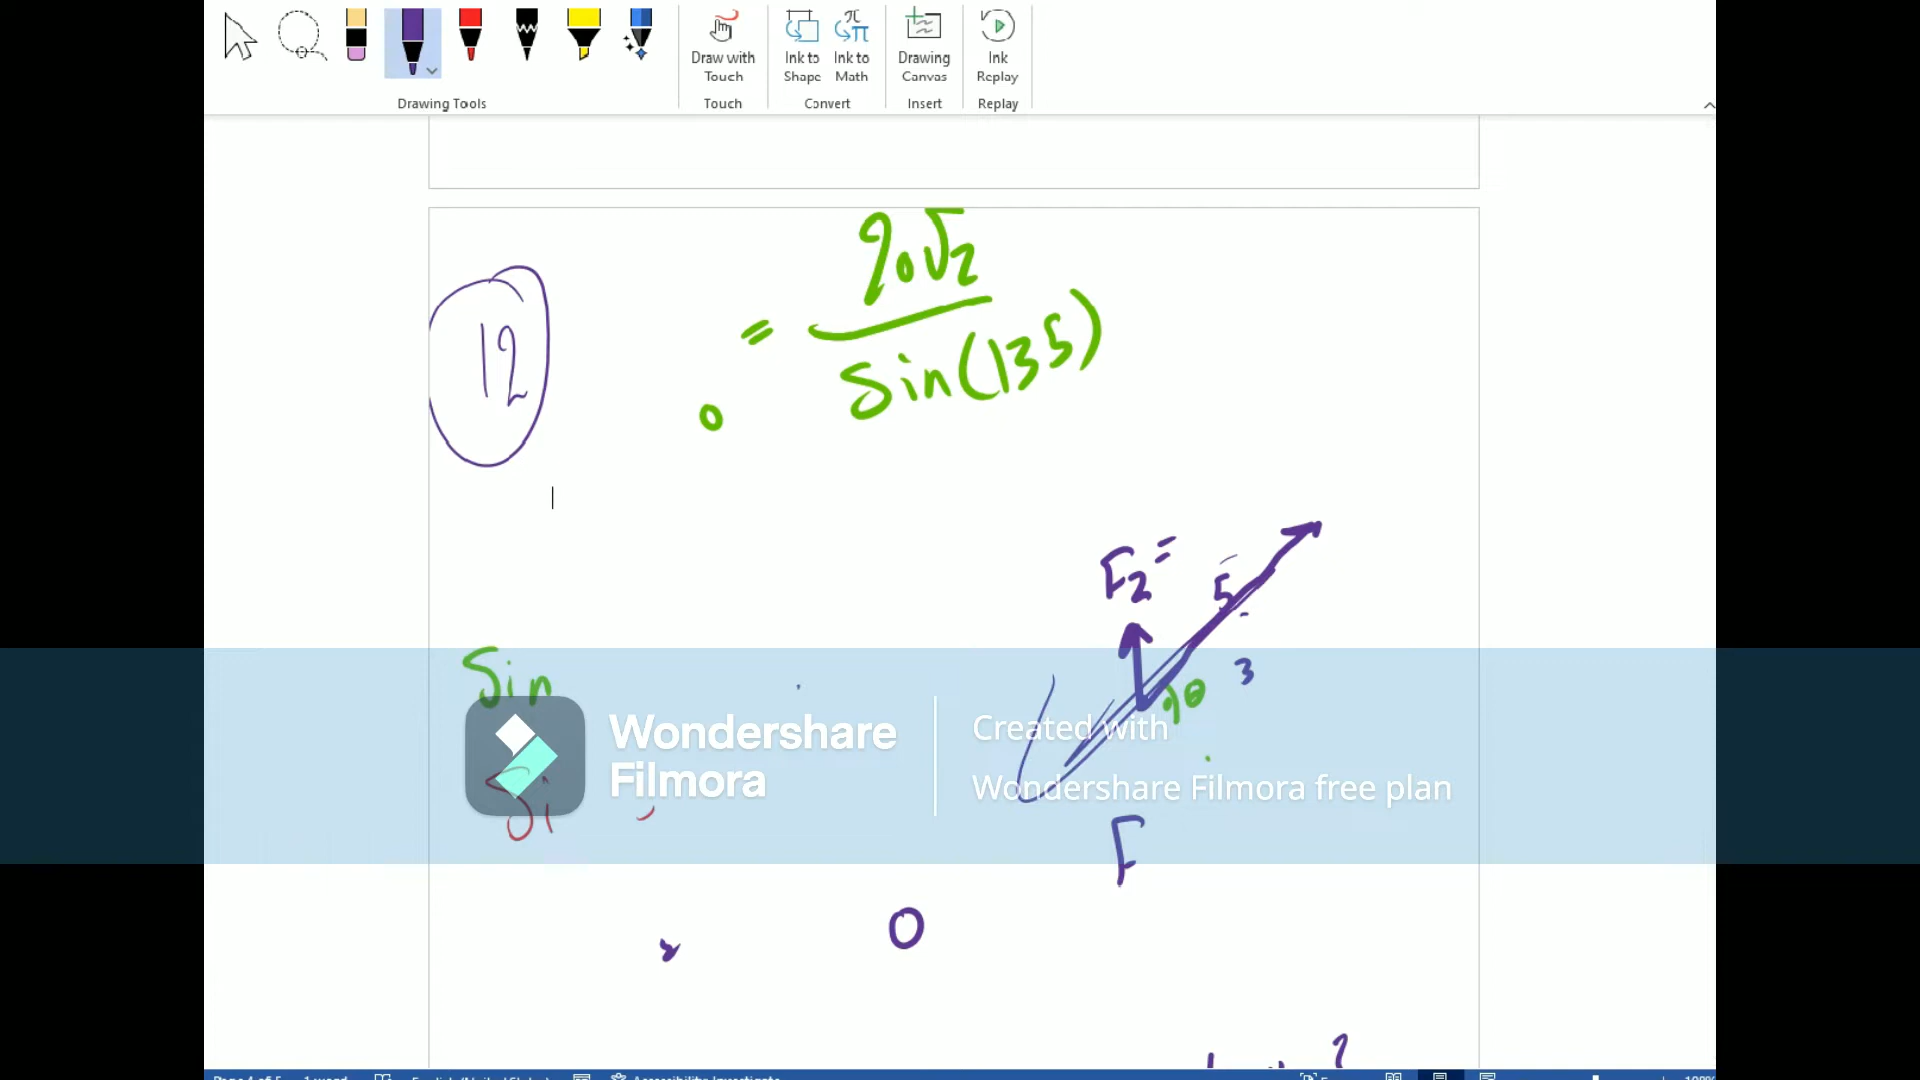 Draw with Touch
Ink to Shape
Ink to Math
Drawing Canvas
Ink Replay
Drawing Tools
Touch
Convert
Insert
Replay
12
= 20√2
sin(135)
0
F2 =
5
3
θ
Sin
Si
Wondershare Filmora
Created with
Wondershare Filmora free plan
F
0